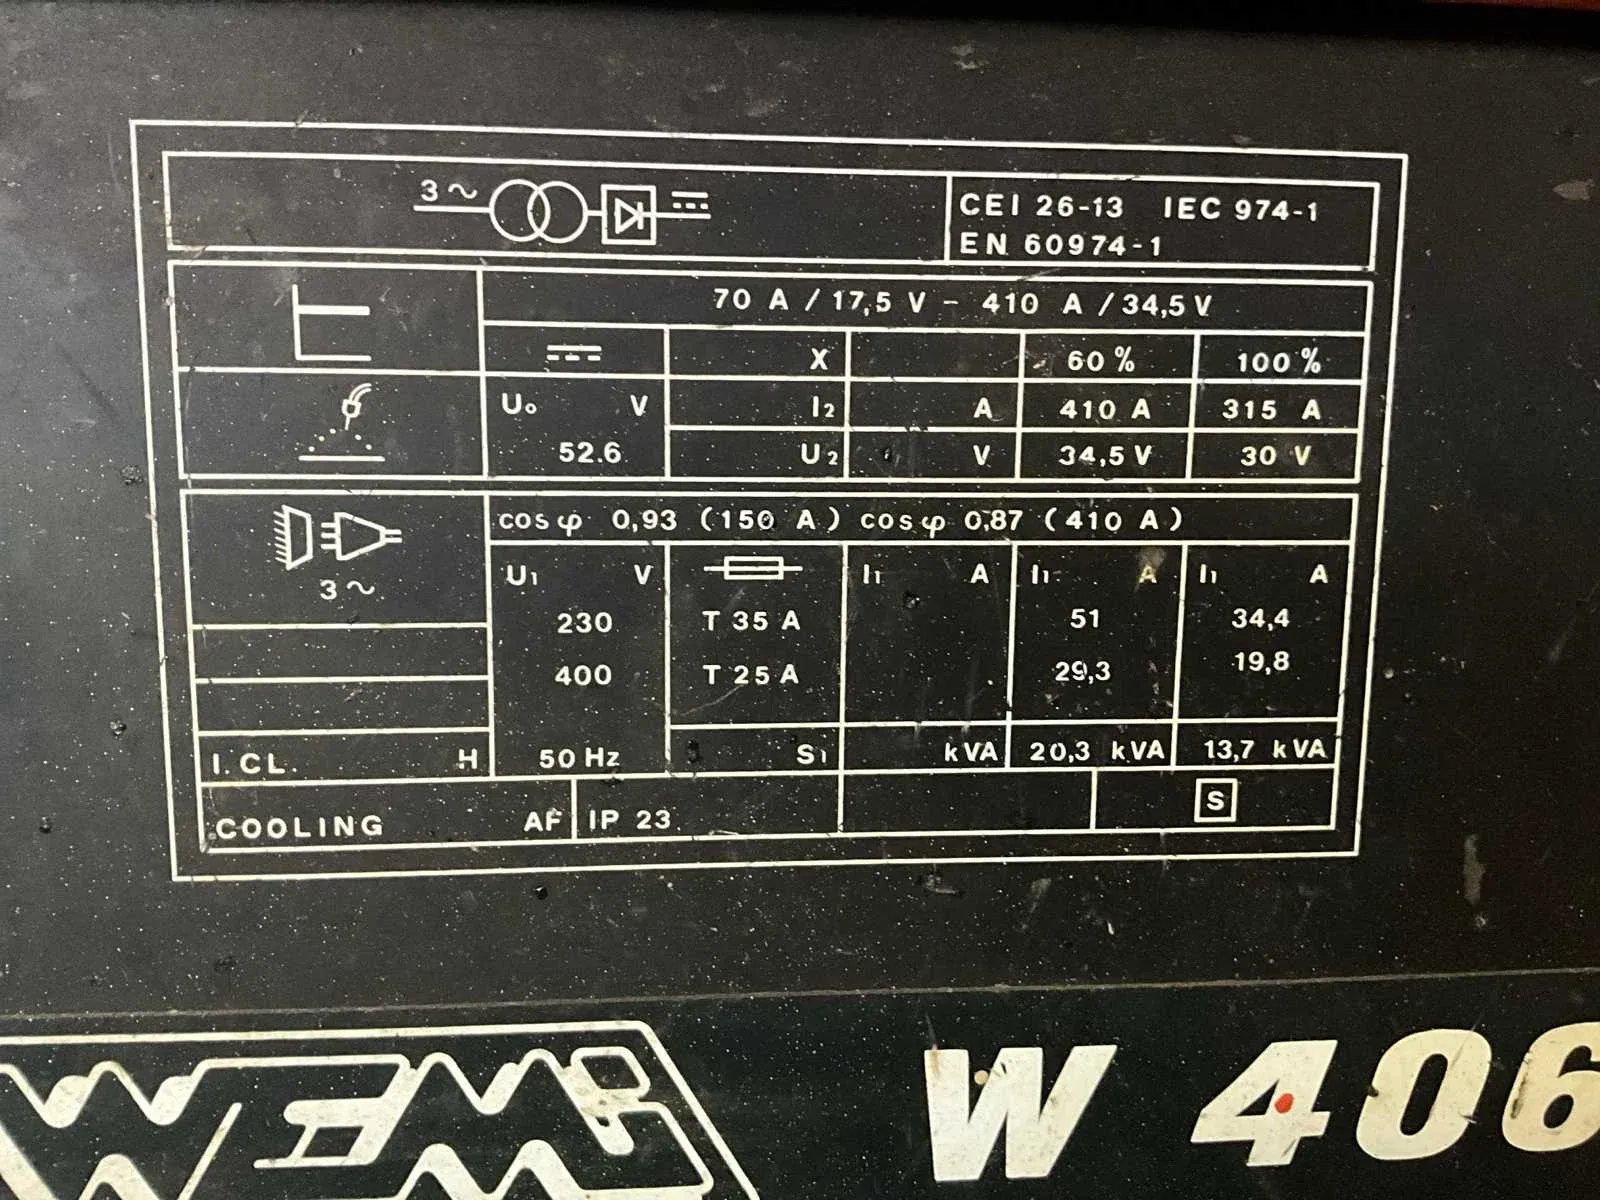 3~
CEI 26-13 IEC 974-1
EN 60974-1
70 A / 17,5 V - 410 A / 34,5 V
X 60 % 100 %
U0 V I2 A 410 A 315 A
52.6 U2 V 34,5 V 30 V
cos φ 0,93 (150 A) cos φ 0,87 (410 A)
3~ U1 V I1 A I1 A I1 A
230 T 35 A 51 34,4
400 T 25 A 29,3 19,8
I. CL. H 50 Hz S1 kVA 20,3 kVA 13,7 kVA
COOLING AF IP 23 S
W 406